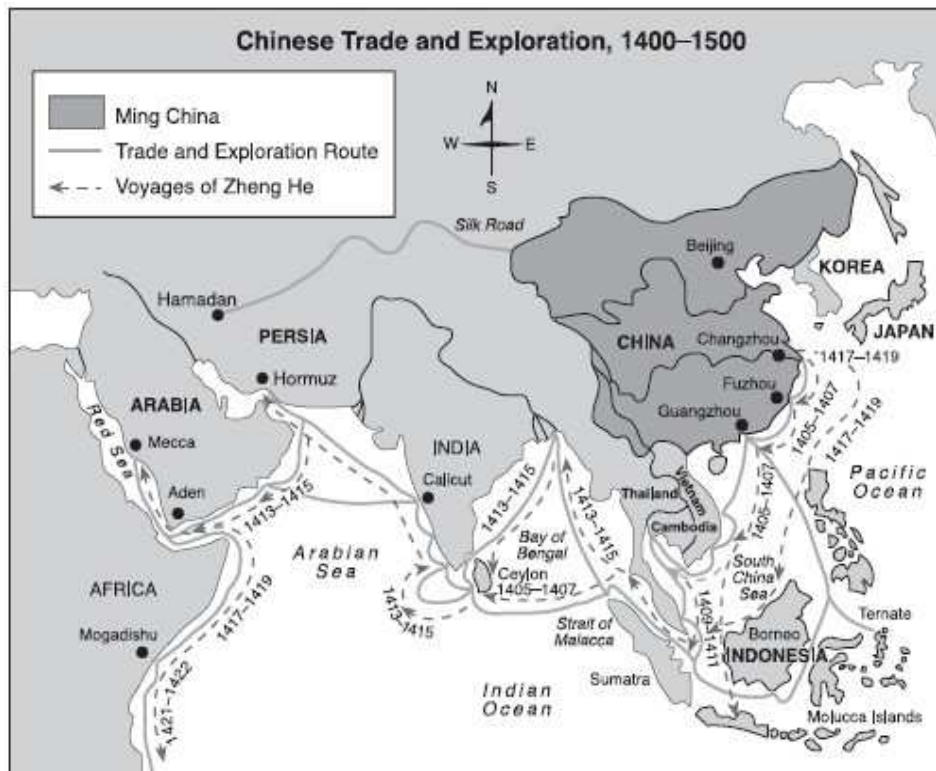 Chinese Trade and Exploration, 1400–1500
Ming China
Trade and Exploration Route
Voyages of Zheng He
N
W E
S
Silk Road
Beijing
KOREA
JAPAN
Hamadan
PERSIA
CHINA
Changzhou
1417–1419
Hormuz
Fuzhou
Guangzhou
1405–1407
1417–1419
ARABIA
Red Sea
Mecca
INDIA
Calicut
Aden
1413–1415
1413–1415
1413–1415
Thailand
Vietnam
Cambodia
1405–1407
Pacific
Ocean
Arabian
Sea
Bay of
Bengal
Ceylon
1405–1407
South
China
Sea
AFRICA
1417–1419
1413–1415
1409–1411
Strait of
Malacca
Borneo
INDONESIA
Ternate
Mogadishu
Sumatra
1421–1422
Indian
Ocean
Molucca Islands